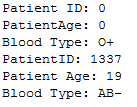 Patient ID: 0
PatientAge: 0
Blood Type: O+
PatientID: 1337
Patient Age: 19
Blood Type: AB-